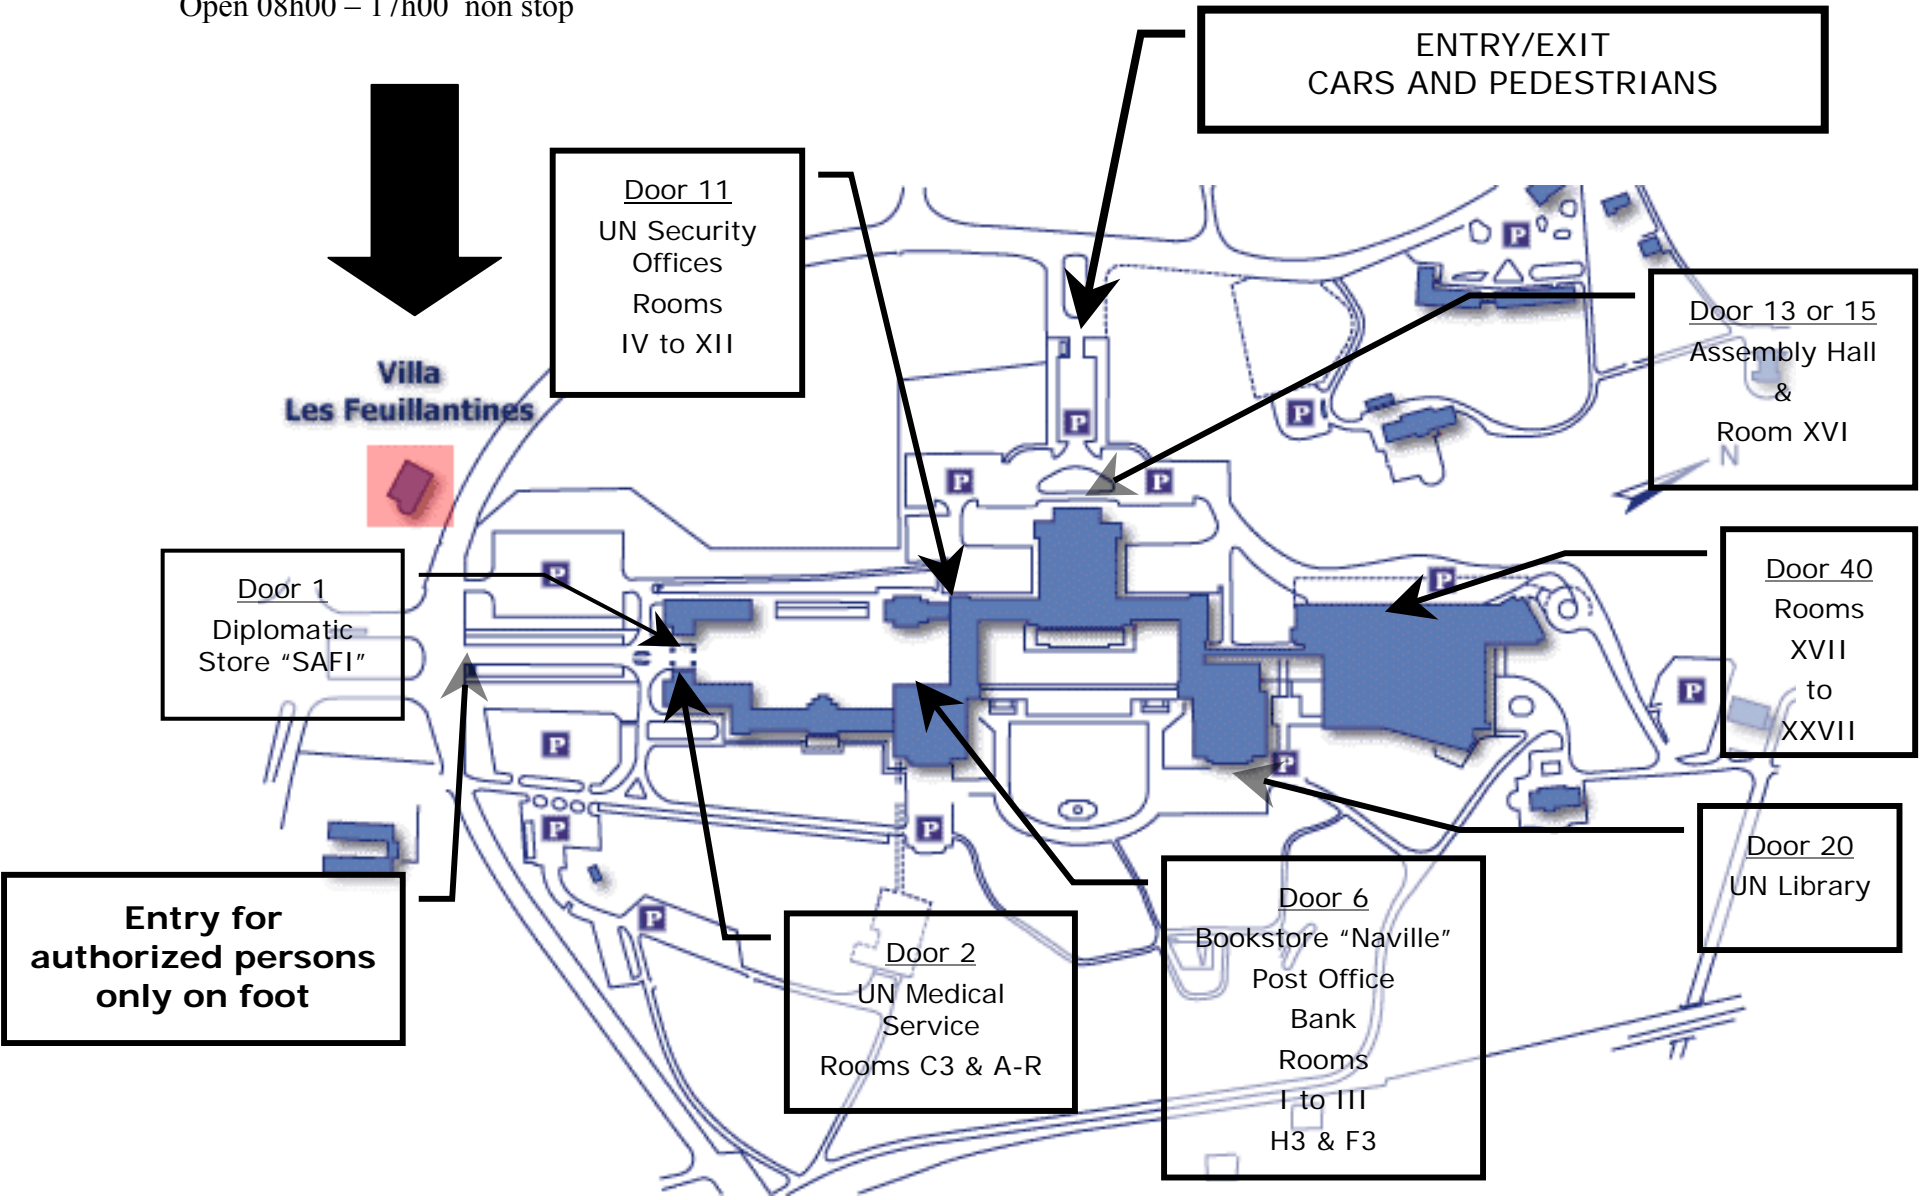 Open 08h00 – 17h00 non stop
ENTRY/EXIT
CARS AND PEDESTRIANS
Door 11
UN Security
Offices
Rooms
IV to XII
Door 13 or 15
Assembly Hall
&
Room XVI
N
Villa
Les Feuillantines
Door 1
Diplomatic
Store “SAFI”
Door 40
Rooms
XVII
to
XXVII
Door 20
UN Library
Entry for
authorized persons
only on foot
Door 2
UN Medical
Service
Rooms C3 & A-R
Door 6
Bookstore “Naville”
Post Office
Bank
Rooms
I to III
H3 & F3
P
P
P
P
P
P
P
P
P
P
P
P
P